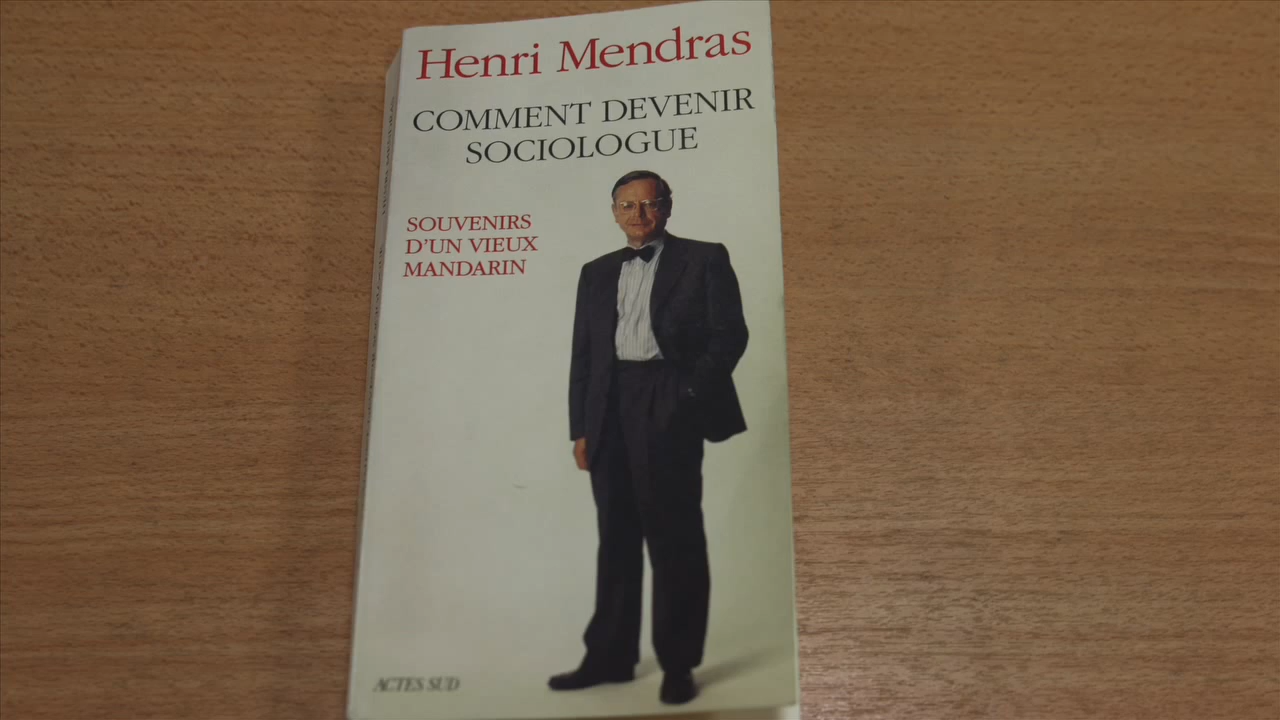 Henri Mendras
COMMENT DEVENIR
SOCIOLOGUE
SOUVENIRS
D'UN VIEUX
MANDARIN
ACTES SUD